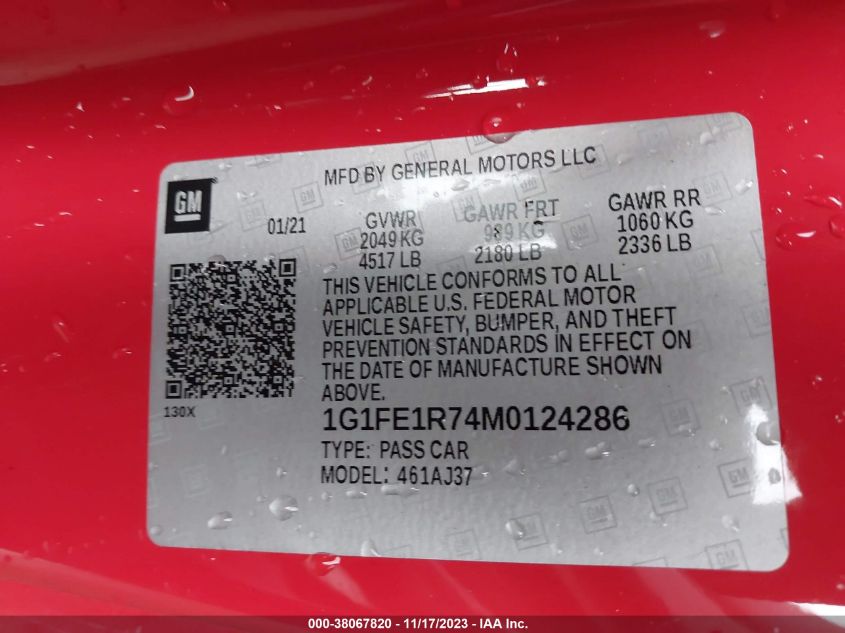 MFD BY GENERAL MOTORS LLC
GM
01/21
GVWR GAWR FRT GAWR RR
2049 KG 989 KG 1060 KG
4517 LB 2180 LB 2336 LB
THIS VEHICLE CONFORMS TO ALL
APPLICABLE U.S. FEDERAL MOTOR
VEHICLE SAFETY, BUMPER, AND THEFT
PREVENTION STANDARDS IN EFFECT ON
THE DATE OF MANUFACTURE SHOWN
ABOVE.
130X
1G1FE1R74M0124286
TYPE: PASS CAR
MODEL: 461AJ37
000-38067820 - 11/17/2023 - IAA Inc.